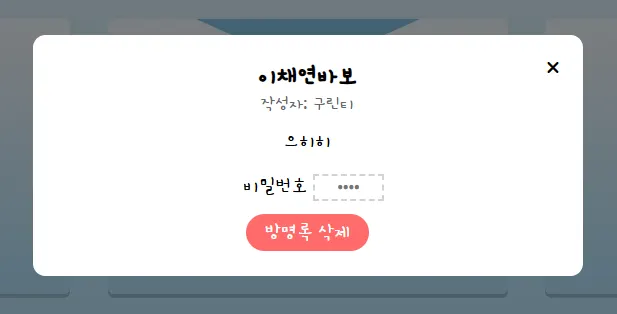 이채연바보
작성자: 구린티
으히히
비밀번호 ••••
방명록 삭제